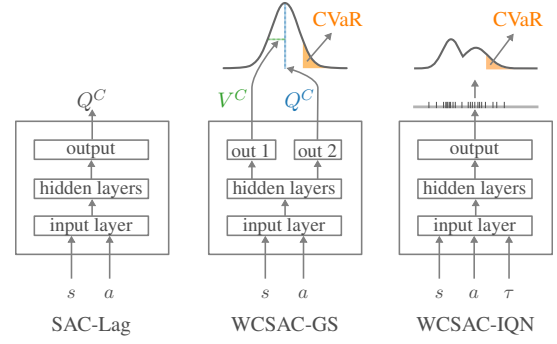 CVaR
CVaR
Q^C
V^C
Q^C
output
out 1
out 2
output
hidden layers
hidden layers
hidden layers
input layer
input layer
input layer
s
a
s
a
s
a
τ
SAC-Lag
WCSAC-GS
WCSAC-IQN